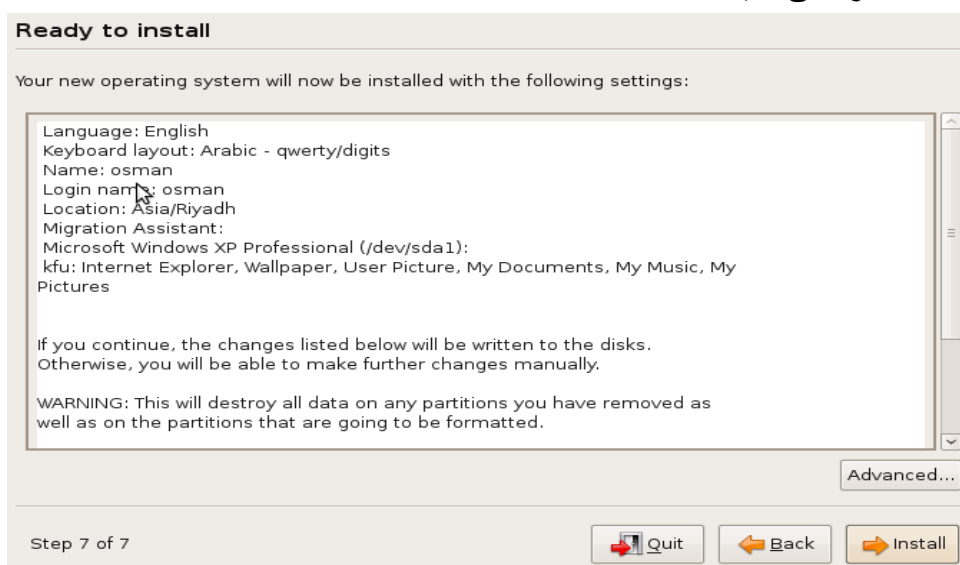 Ready to install
Your new operating system will now be installed with the following settings:
Language: English
Keyboard layout: Arabic - qwerty/digits
Name: osman
Login name: osman
Location: Asia/Riyadh
Migration Assistant:
Microsoft Windows XP Professional (/dev/sda1):
kfu: Internet Explorer, Wallpaper, User Picture, My Documents, My Music, My
Pictures
If you continue, the changes listed below will be written to the disks.
Otherwise, you will be able to make further changes manually.
WARNING: This will destroy all data on any partitions you have removed as
well as on the partitions that are going to be formatted.
Advanced...
Step 7 of 7
Quit
Back
Install